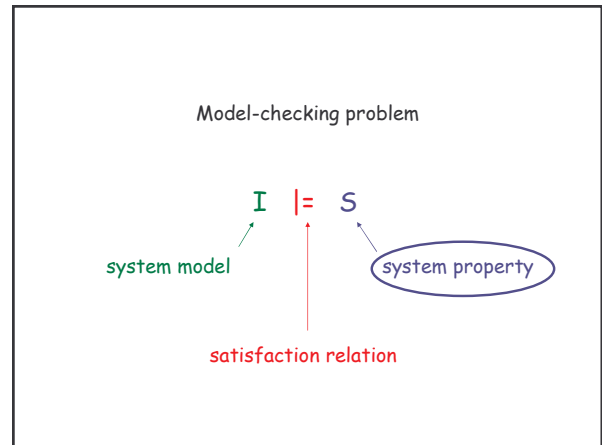 Model-checking problem
I |= S
system model system property
satisfaction relation